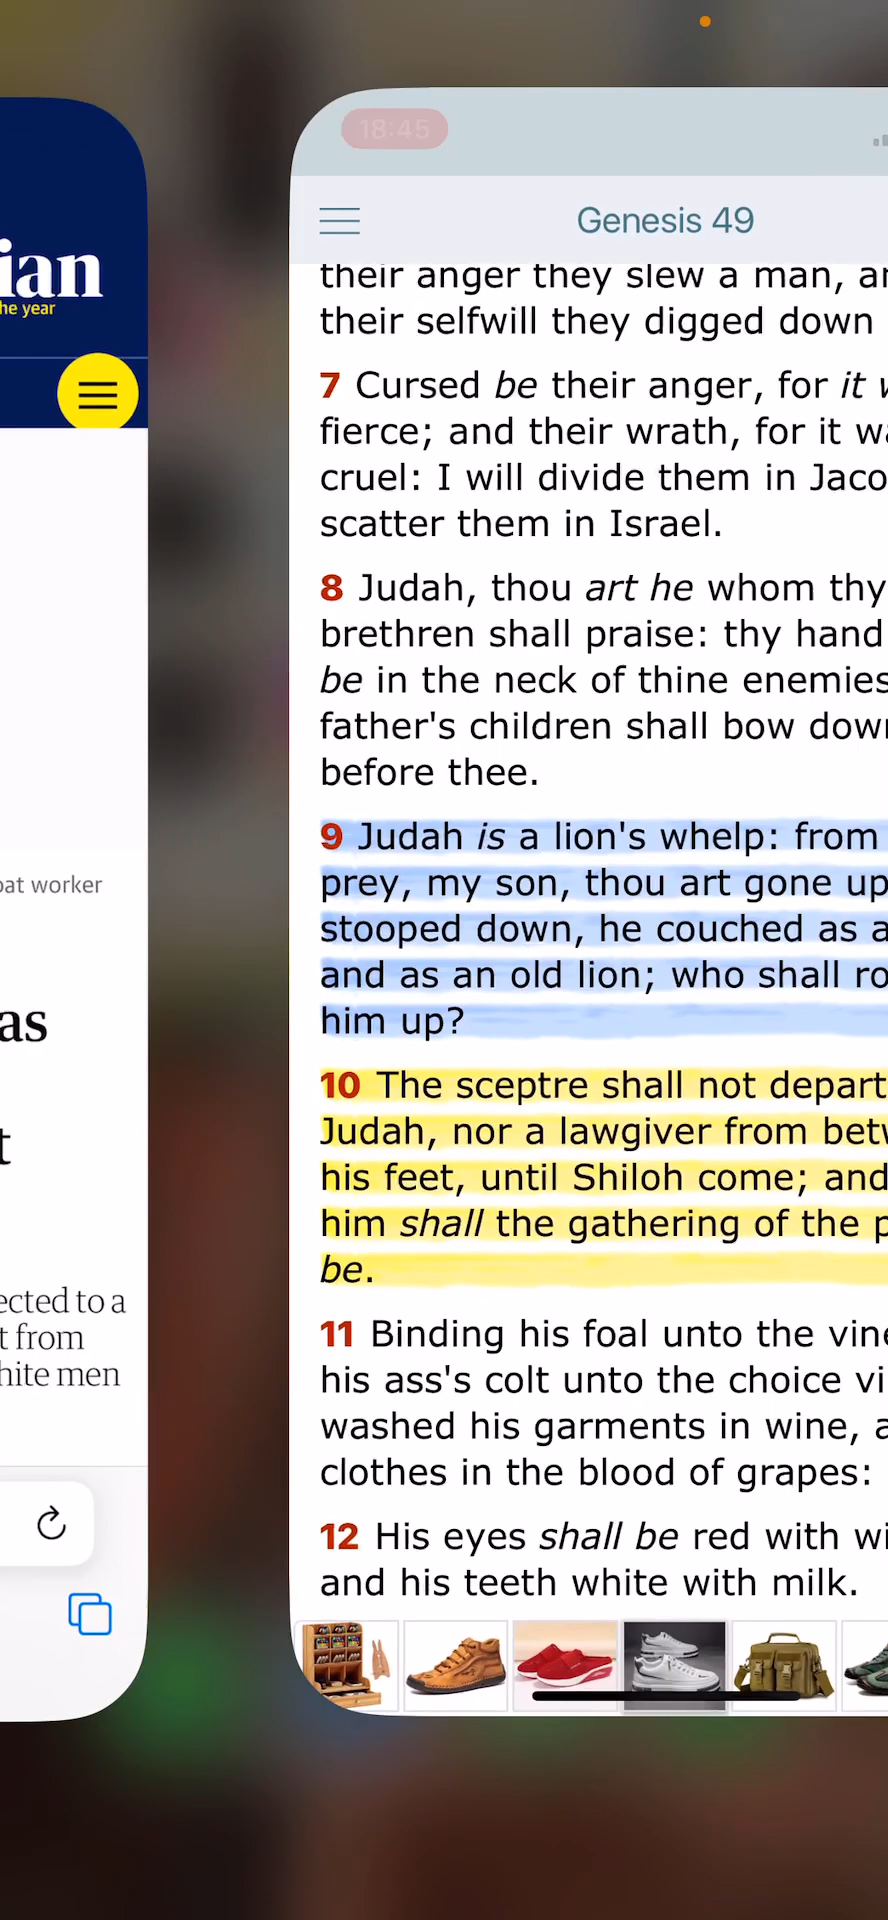 18:45
ian
he year
oat worker
as
t
ected to a
t from
hite men
Genesis 49
their anger they slew a man, an
their selfwill they digged down
7 Cursed be their anger, for it w
fierce; and their wrath, for it wa
cruel: I will divide them in Jaco
scatter them in Israel.
8 Judah, thou art he whom thy
brethren shall praise: thy hand
be in the neck of thine enemies
father's children shall bow down
before thee.
9 Judah is a lion's whelp: from
prey, my son, thou art gone up
stooped down, he couched as a
and as an old lion; who shall ro
him up?
10 The sceptre shall not depart
Judah, nor a lawgiver from betw
his feet, until Shiloh come; and
him shall the gathering of the p
be.
11 Binding his foal unto the vine
his ass's colt unto the choice vi
washed his garments in wine, a
clothes in the blood of grapes:
12 His eyes shall be red with wi
and his teeth white with milk.